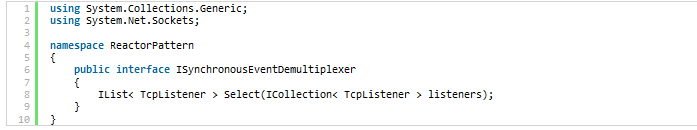 1 using System.Collections.Generic;
2 using System.Net.Sockets;
3
4 namespace ReactorPattern
5 {
6     public interface ISynchronousEventDemultiplexer
7     {
8         IList< TcpListener > Select(ICollection< TcpListener > listeners);
9     }
10 }